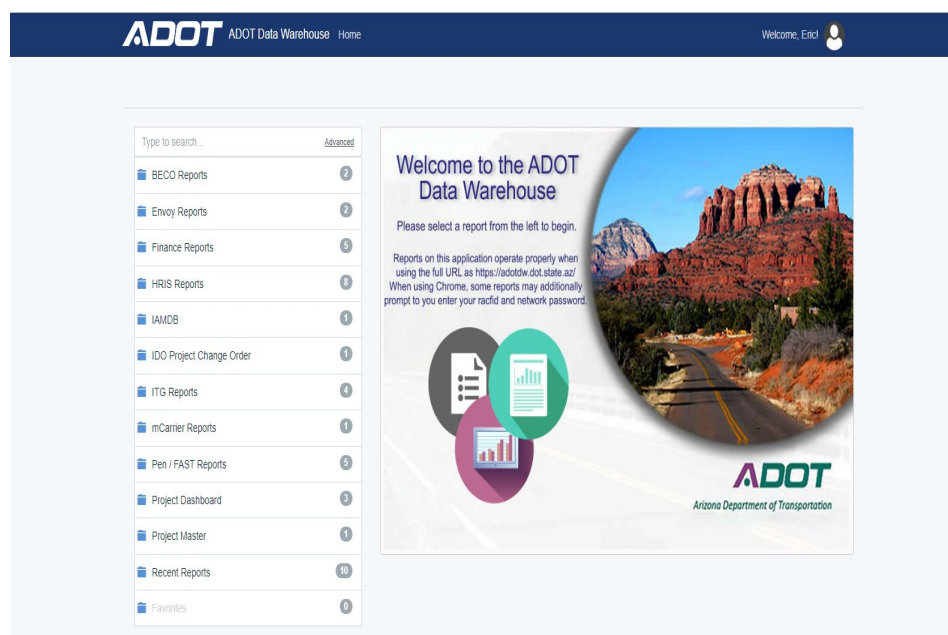 ADOT ADOT Data Warehouse Home Welcome, Eric!
Type to search... Advanced
BECO Reports 2
Envoy Reports 2
Finance Reports 5
HRIS Reports 8
IAMDB 1
IDO Project Change Order 1
ITG Reports 4
mCarrier Reports 1
Pen / FAST Reports 5
Project Dashboard 3
Project Master 1
Recent Reports 10
Favorites 0
Welcome to the ADOT
Data Warehouse
Please select a report from the left to begin.
Reports on this application operate properly when
using the full URL as https://adotdw.dot.state.az/
When using Chrome, some reports may additionally
prompt to you enter your racfid and network password.
ADOT
Arizona Department of Transportation